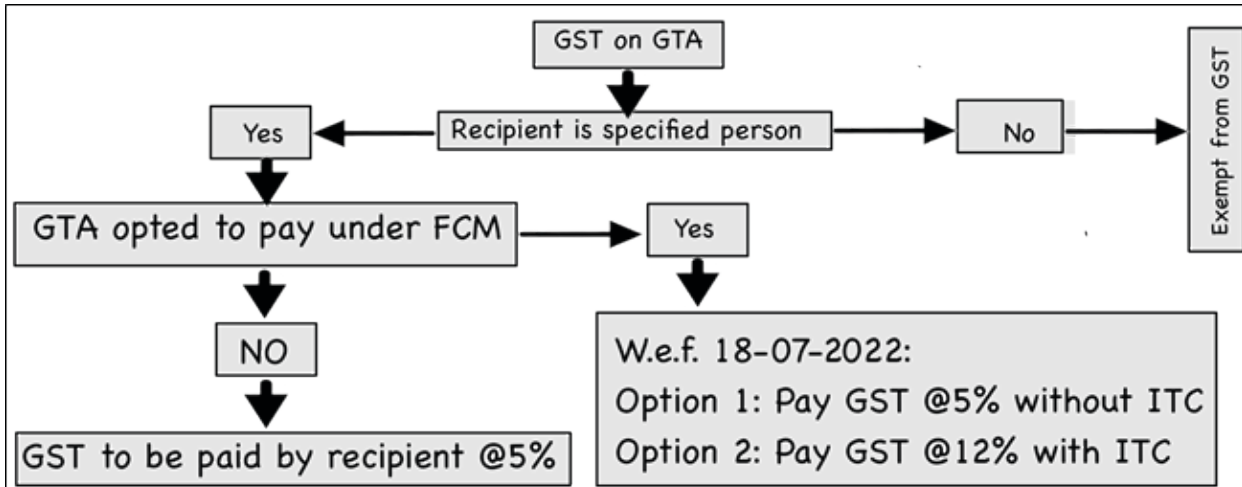 GST on GTA
Exempt from GST
Yes
Recipient is specified person
No
GTA opted to pay under FCM
Yes
NO
W.e.f. 18-07-2022:
Option 1: Pay GST @5% without ITC
Option 2: Pay GST @12% with ITC
GST to be paid by recipient @5%